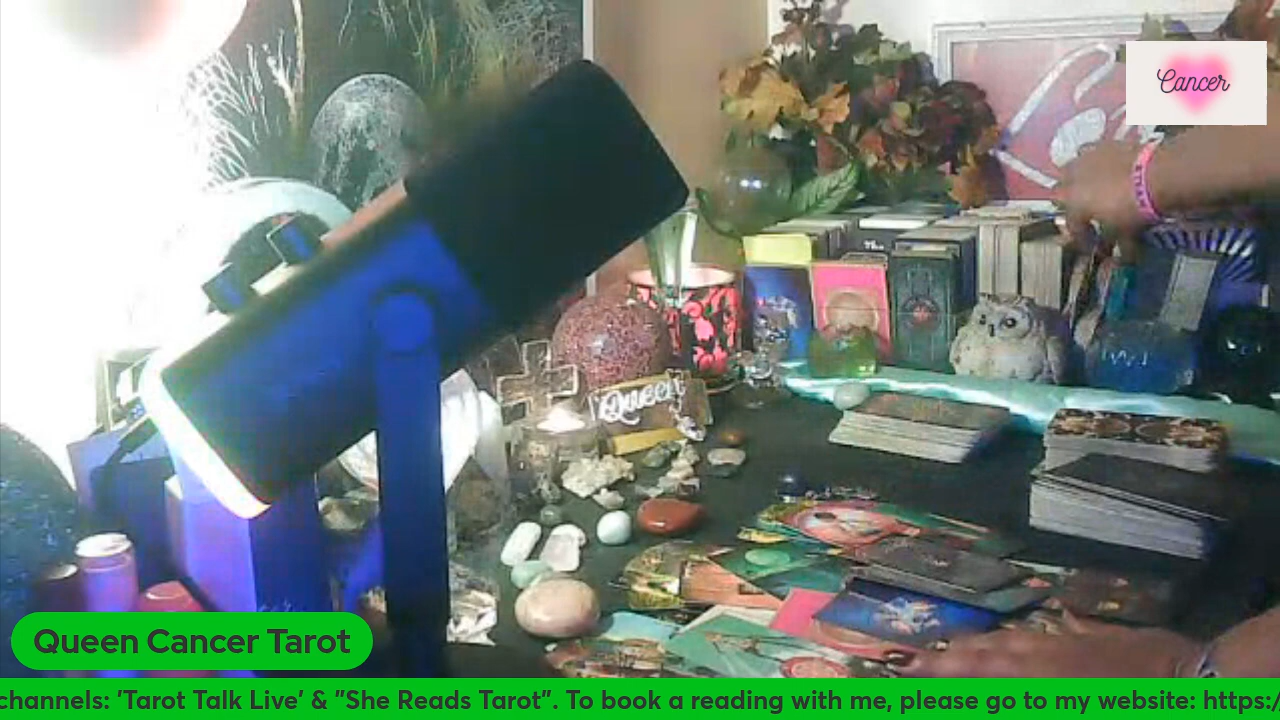 Cancer
Queen
Queen Cancer Tarot
channels: 'Tarot Talk Live' & "She Reads Tarot". To book a reading with me, please go to my website: https:/